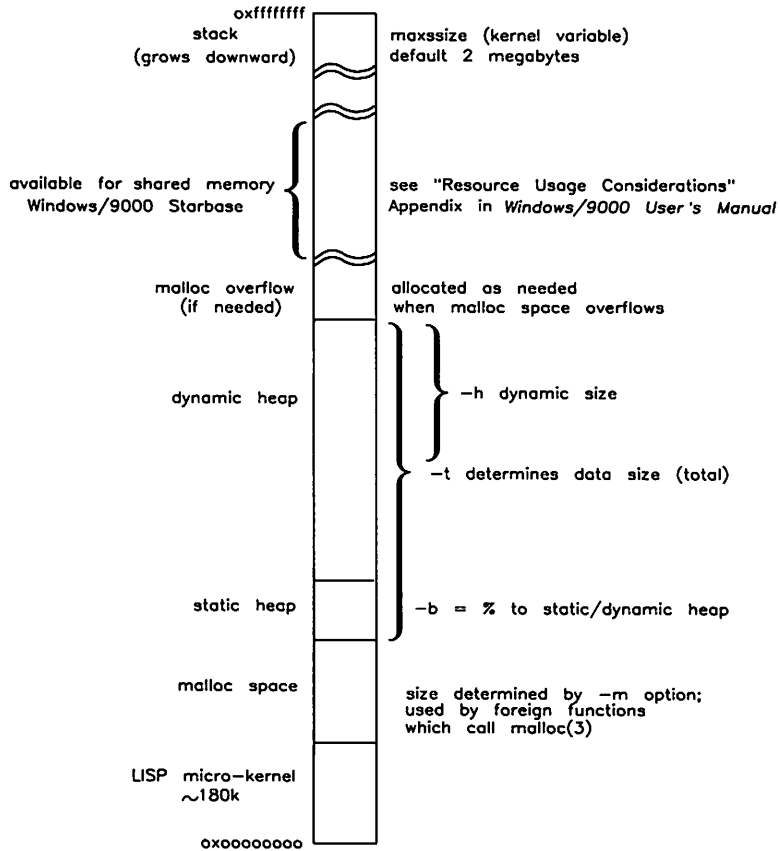 oxffffffff
stack
(grows downward)
maxssize (kernel variable)
default 2 megabytes
available for shared memory
Windows/9000 Starbase
see "Resource Usage Considerations"
Appendix in Windows/9000 User's Manual
malloc overflow
(if needed)
allocated as needed
when malloc space overflows
dynamic heap
-h dynamic size
-t determines data size (total)
static heap
-b = % to static/dynamic heap
malloc space
size determined by -m option;
used by foreign functions
which call malloc(3)
LISP micro-kernel
~180k
oxoooooooo